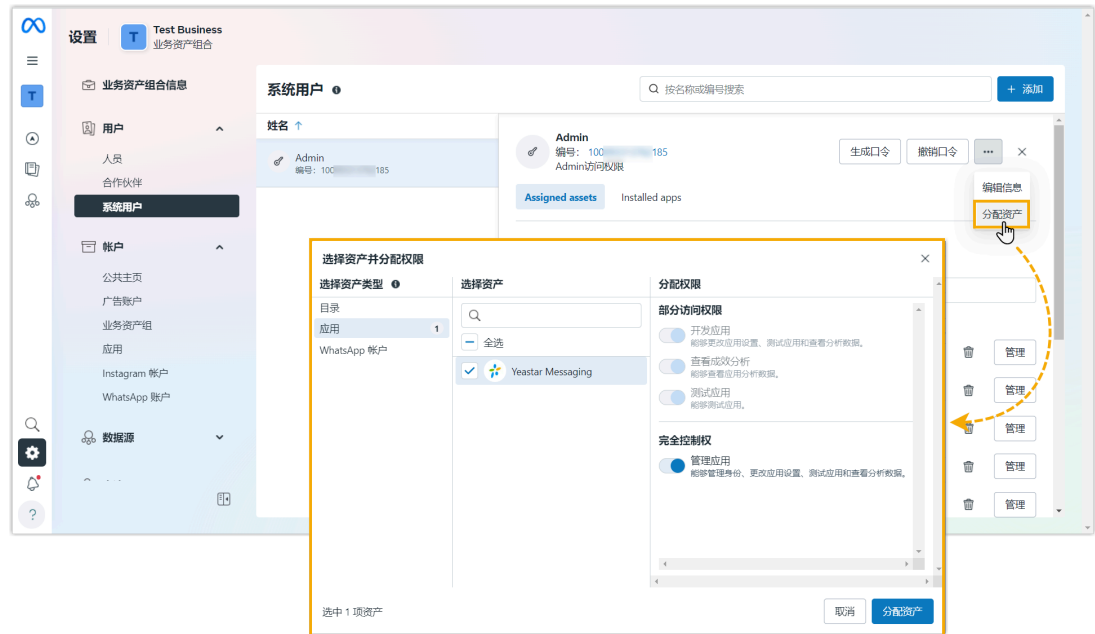 设置
T
Test Business
业务资产组合
业务资产组合信息
T
用户
人员
合作伙伴
系统用户
帐户
公共主页
广告账户
业务资产组
应用
Instagram 帐户
WhatsApp 账户
数据源
?
系统用户
按名称或编号搜索
+ 添加
姓名 ↑
Admin
编号：100 185
Admin
编号： 100 185
Admin访问权限
生成口令
撤销口令
...
编辑信息
分配资产
Assigned assets
Installed apps
管理
管理
管理
管理
管理
选择资产并分配权限
选择资产类型
选择资产
分配权限
目录
应用
1
WhatsApp 帐户
全选
Yeastar Messaging
部分访问权限
开发应用
能够更改应用设置、测试应用和查看分析数据。
查看成效分析
能够查看应用分析数据。
测试应用
能够测试应用。
完全控制权
管理应用
能够管理身份、更改应用设置、测试应用和查看分析数据。
选中 1 项资产
取消
分配资产